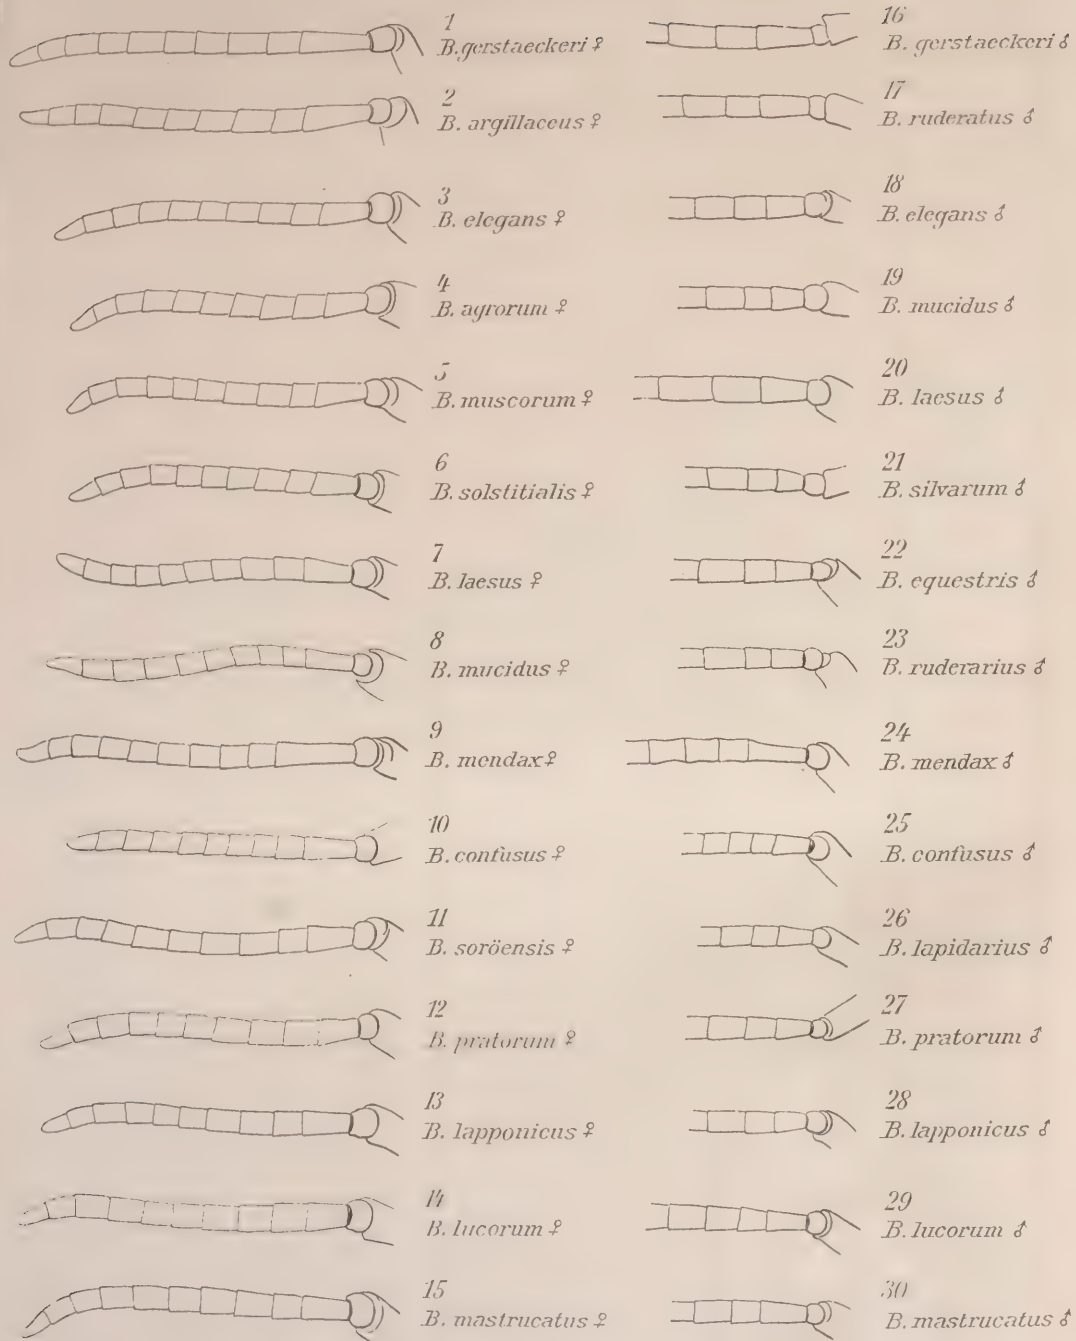 1
B. gerstaeckeri ♀
2
B. argillaceus ♀
3
B. elegans ♀
4
B. agrorum ♀
5
B. muscorum ♀
6
B. solstitialis ♀
7
B. laesus ♀
8
B. mucidus ♀
9
B. mendax ♀
10
B. confusus ♀
11
B. soröensis ♀
12
B. pratorum ♀
13
B. lapponicus ♀
14
B. lucorum ♀
15
B. mastrucatus ♀
16
B. gerstaeckeri ♂
17
B. ruderatus ♂
18
B. elegans ♂
19
B. mucidus ♂
20
B. laesus ♂
21
B. silvarum ♂
22
B. equestris ♂
23
B. ruderarius ♂
24
B. mendax ♂
25
B. confusus ♂
26
B. lapidarius ♂
27
B. pratorum ♂
28
B. lapponicus ♂
29
B. lucorum ♂
30
B. mastrucatus ♂